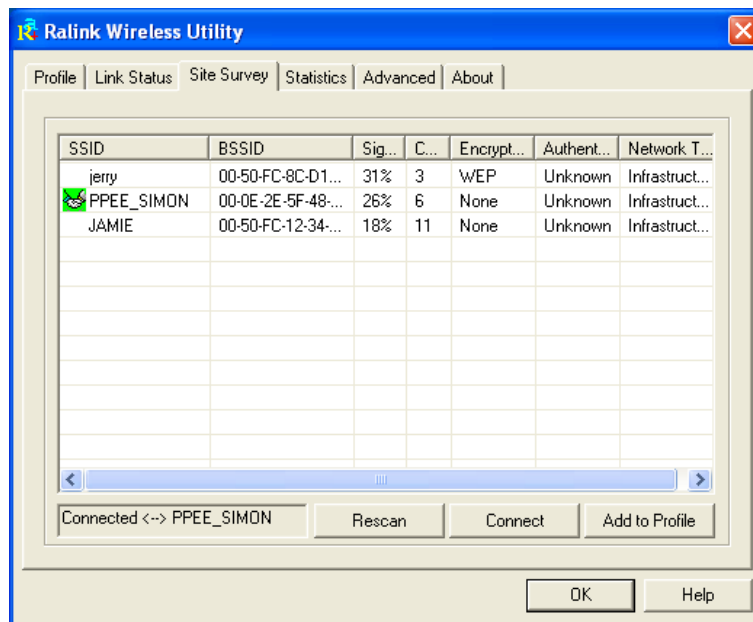 Ralink Wireless Utility
Profile Link Status Site Survey Statistics Advanced About
SSID BSSID Sig... C... Encrypt... Authent... Network T...
jerry 00-50-FC-8C-D1... 31% 3 WEP Unknown Infrastruct...
PPEE_SIMON 00-0E-2E-5F-48-... 26% 6 None Unknown Infrastruct...
JAMIE 00-50-FC-12-34-... 18% 11 None Unknown Infrastruct...
Connected <--> PPEE_SIMON Rescan Connect Add to Profile
OK Help